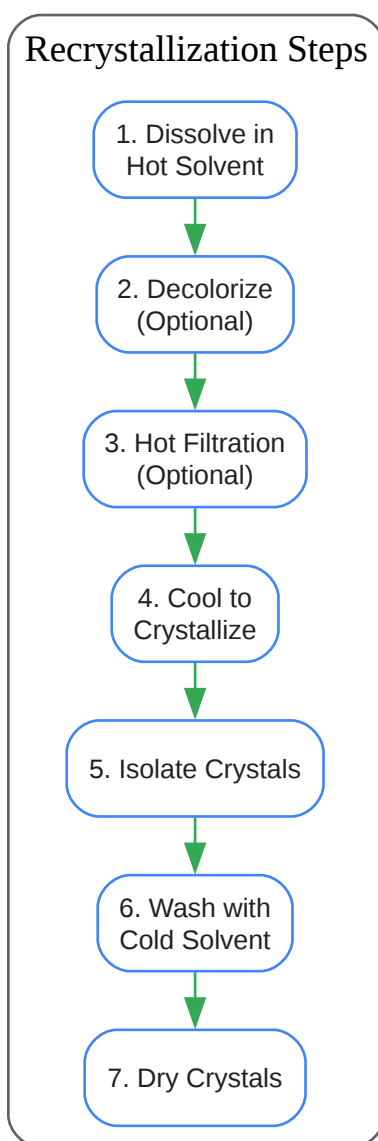 Recrystallization Steps
1. Dissolve in
Hot Solvent
2. Decolorize
(Optional)
3. Hot Filtration
(Optional)
4. Cool to
Crystallize
5. Isolate Crystals
6. Wash with
Cold Solvent
7. Dry Crystals